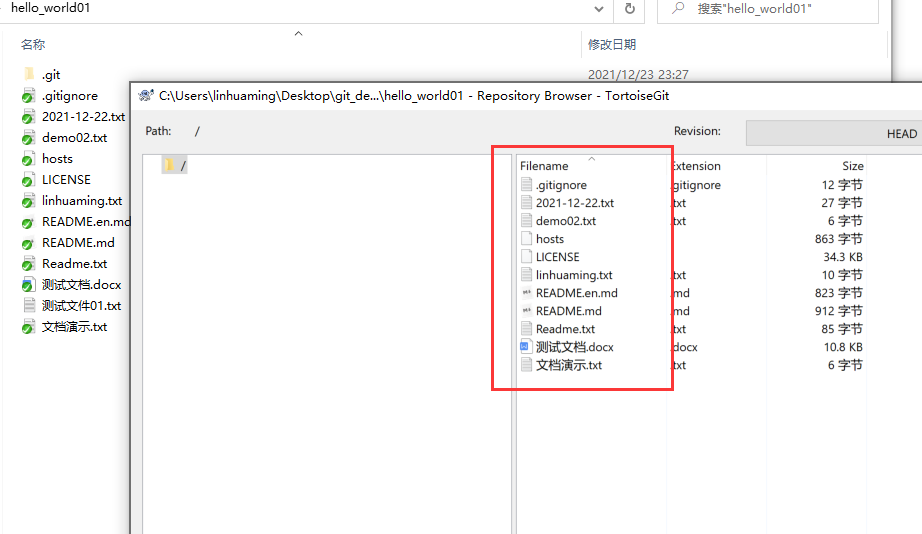 hello_world01
搜索"hello_world01"
名称
修改日期
.git
2021/12/23 23:27
.gitignore
2021-12-22.txt
demo02.txt
hosts
LICENSE
linhuaming.txt
README.en.md
README.md
Readme.txt
测试文档.docx
测试文件01.txt
文档演示.txt
C:\Users\linhuaming\Desktop\git_de...\hello_world01 - Repository Browser - TortoiseGit
Path: /
Revision: HEAD
/
Filename Extension Size
.gitignore .gitignore 12 字节
2021-12-22.txt .txt 27 字节
demo02.txt .txt 6 字节
hosts 863 字节
LICENSE 34.3 KB
linhuaming.txt .txt 10 字节
README.en.md .md 823 字节
README.md .md 912 字节
Readme.txt .txt 85 字节
测试文档.docx .docx 10.8 KB
文档演示.txt .txt 6 字节